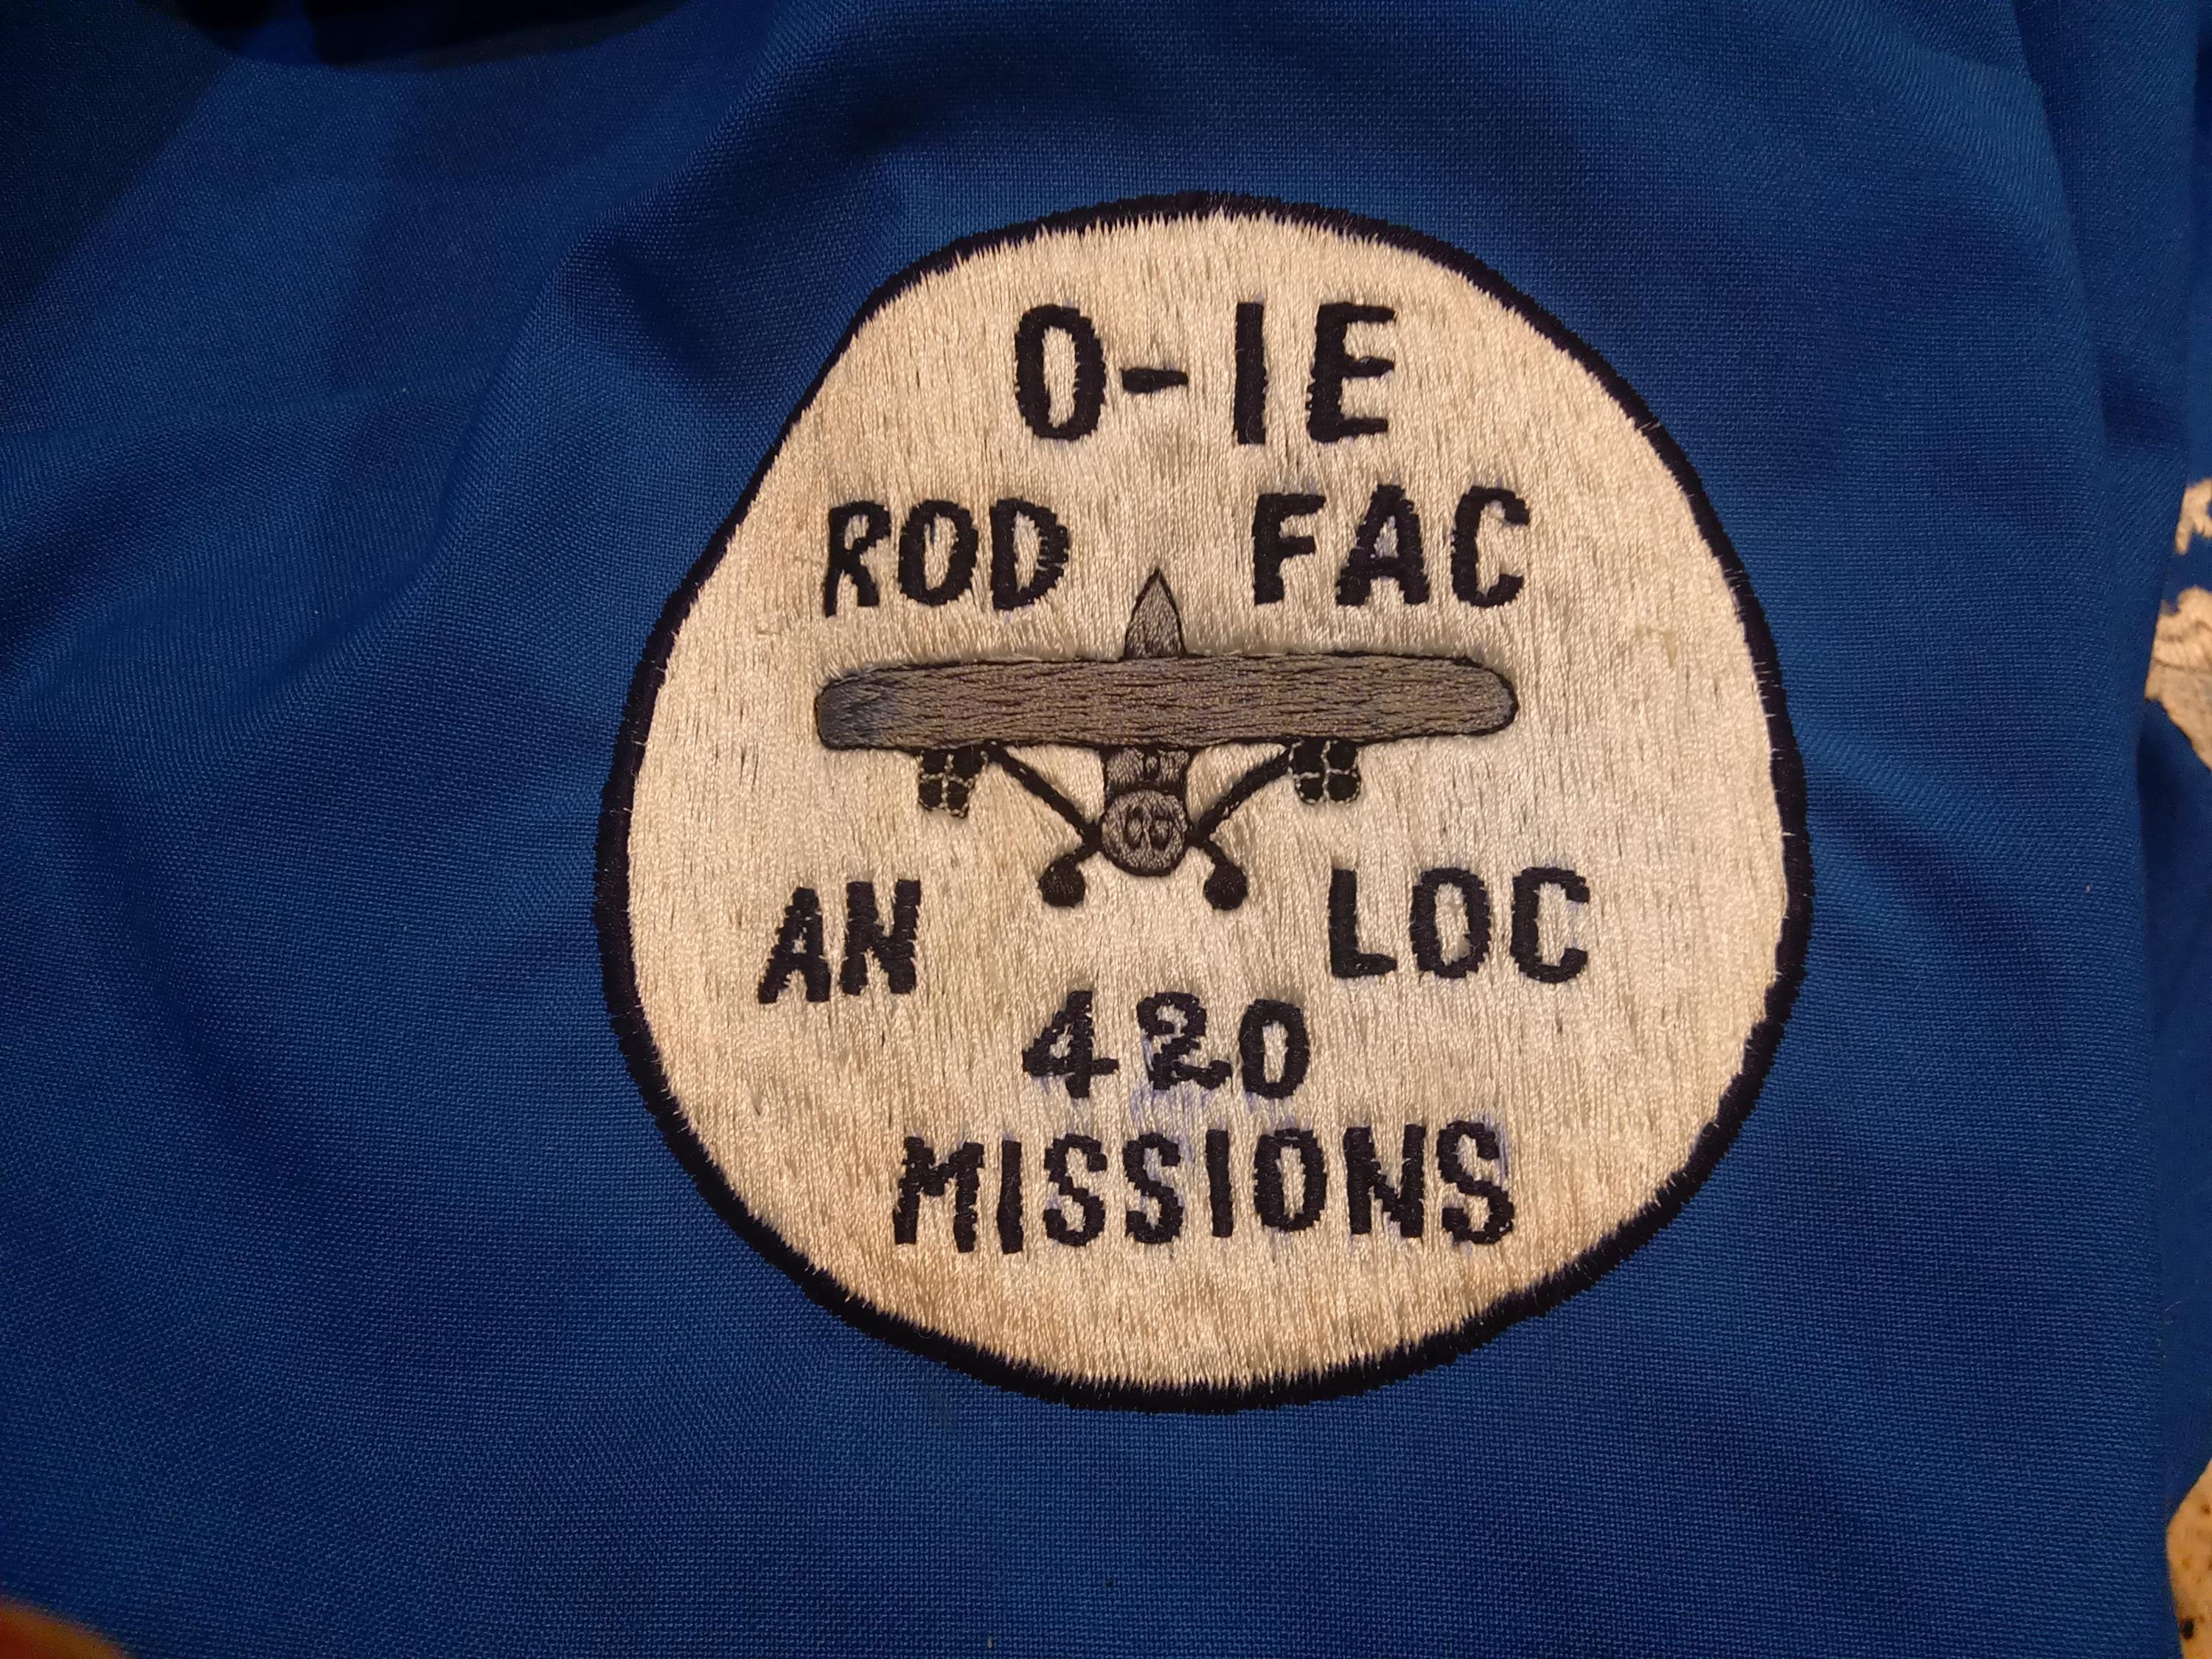 O-1E
ROD FAC
AN LOC
420
MISSIONS